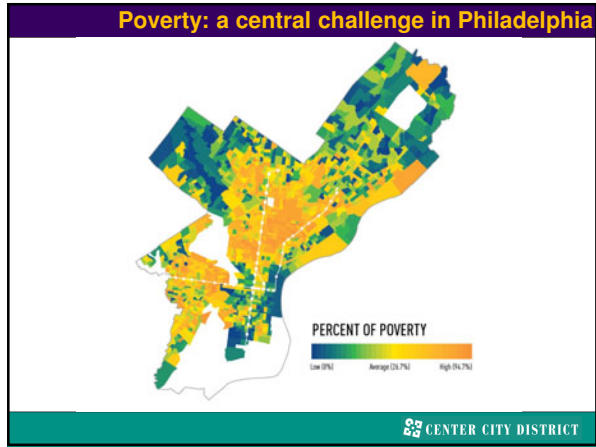 Poverty: a central challenge in Philadelphia
PERCENT OF POVERTY
Low (0%) Average (26.7%) High (94.7%)
CENTER CITY DISTRICT